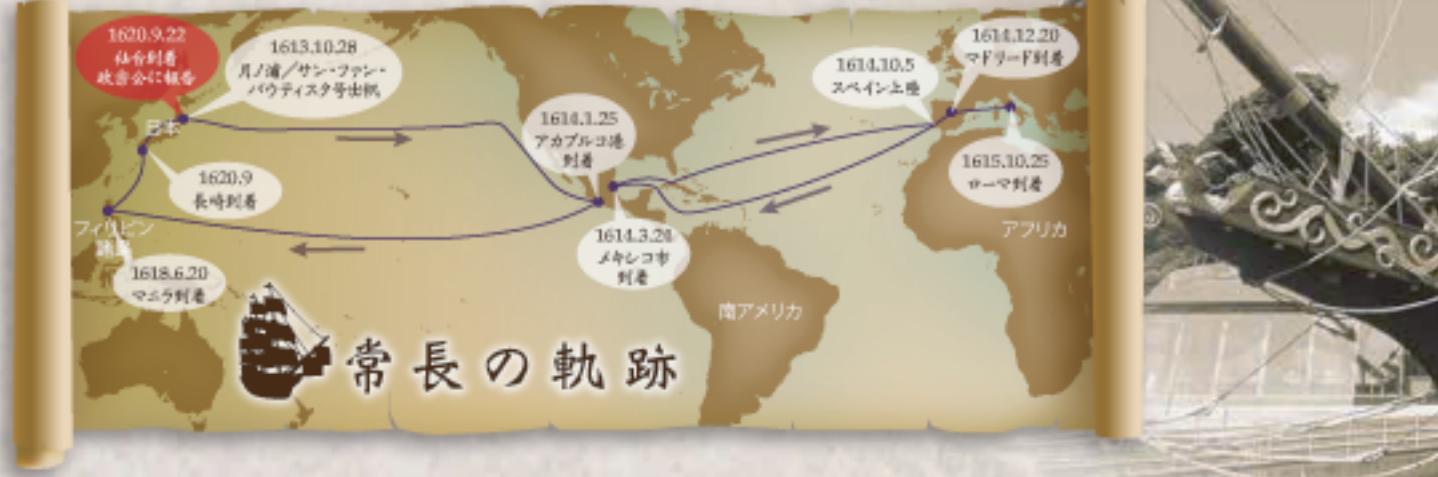 1620.9.22
仙台到着
政宗公に報告
1613.10.28
月ノ浦/サン・ファン・
バウティスタ号出帆
日本
1620.9
長崎到着
フィリピン
諸島
1618.6.20
マニラ到着
1614.1.25
アカプルコ港
到着
1614.3.24
メキシコ市
到着
1614.10.5
スペイン上陸
1614.12.20
マドリード到着
1615.10.25
ローマ到着
アフリカ
南アメリカ
常長の軌跡